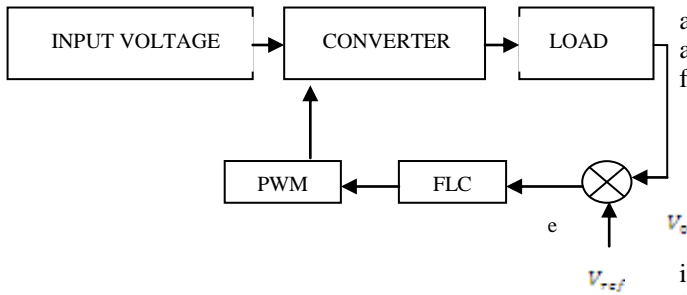 INPUT VOLTAGE
CONVERTER
LOAD
a
a
f
PWM
FLC
e
V
V_ref
i